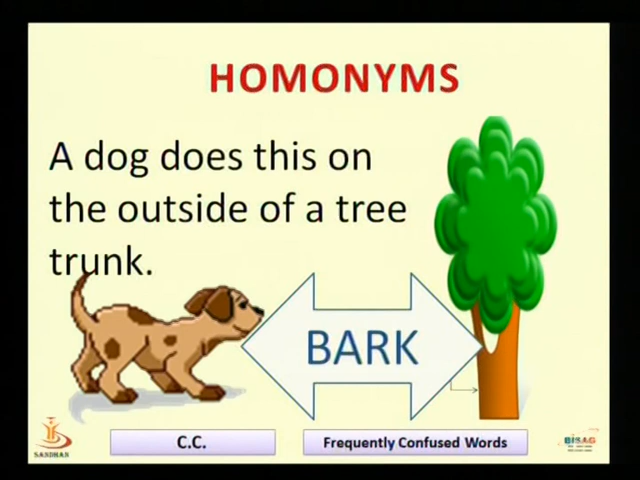 HOMONYMS
A dog does this on
the outside of a tree
trunk.
BARK
SANDHAN
C.C.
Frequently Confused Words
BISAG